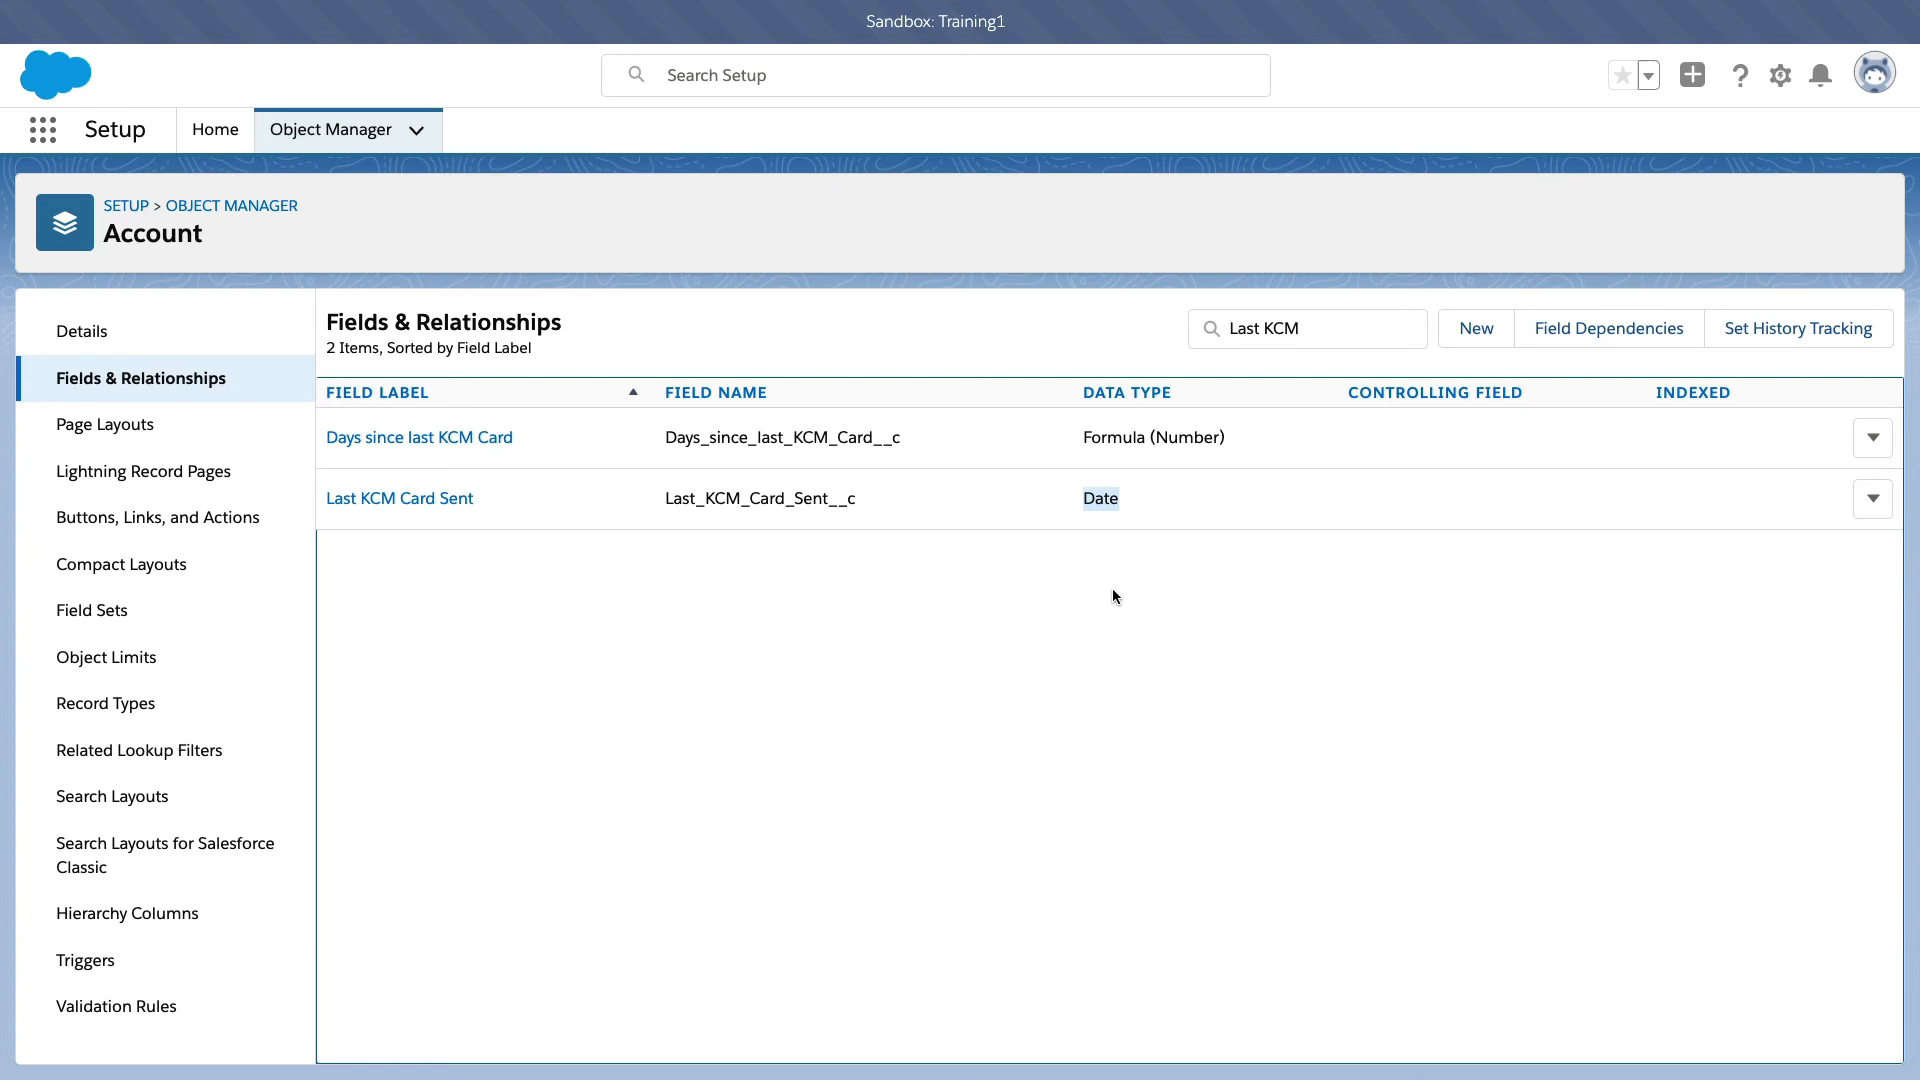 Sandbox: Training1
Search Setup
Setup
Home
Object Manager
SETUP > OBJECT MANAGER
Account
Details
Fields & Relationships
Page Layouts
Lightning Record Pages
Buttons, Links, and Actions
Compact Layouts
Field Sets
Object Limits
Record Types
Related Lookup Filters
Search Layouts
Search Layouts for Salesforce
Classic
Hierarchy Columns
Triggers
Validation Rules
Fields & Relationships
2 Items, Sorted by Field Label
Last KCM
New
Field Dependencies
Set History Tracking
FIELD LABEL FIELD NAME DATA TYPE CONTROLLING FIELD INDEXED
Days since last KCM Card Days_since_last_KCM_Card__c Formula (Number)
Last KCM Card Sent Last_KCM_Card_Sent__c Date